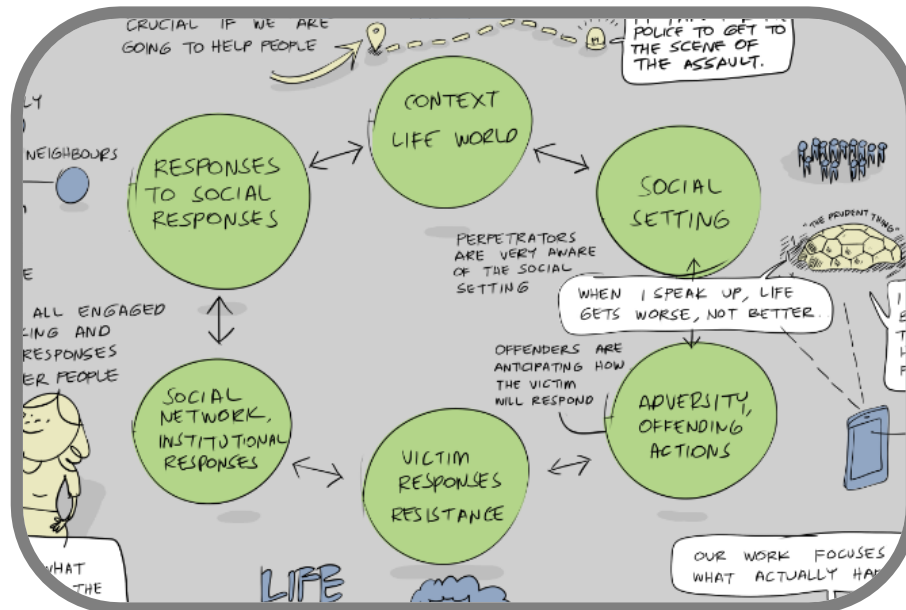 CRUCIAL IF WE ARE
GOING TO HELP PEOPLE
POLICE TO GET TO
THE SCENE OF
THE ASSAULT.
CONTEXT
LIFE WORLD
LY
NEIGHBOURS
RESPONSES
TO SOCIAL
RESPONSES
SOCIAL
SETTING
"THE PRUDENT THING"
PERPETRATORS
ARE VERY AWARE
OF THE SOCIAL
SETTING
WHEN I SPEAK UP, LIFE
GETS WORSE, NOT BETTER.
ALL ENGAGED
ING AND
RESPONSES
ER PEOPLE
OFFENDERS ARE
ANTICIPATING HOW
THE VICTIM
WILL RESPOND
SOCIAL
NETWORK,
INSTITUTIONAL
RESPONSES
ADVERSITY,
OFFENDING
ACTIONS
VICTIM
RESPONSES
RESISTANCE
WHAT
THE
LIFE
OUR WORK FOCUSES
WHAT ACTUALLY HAP